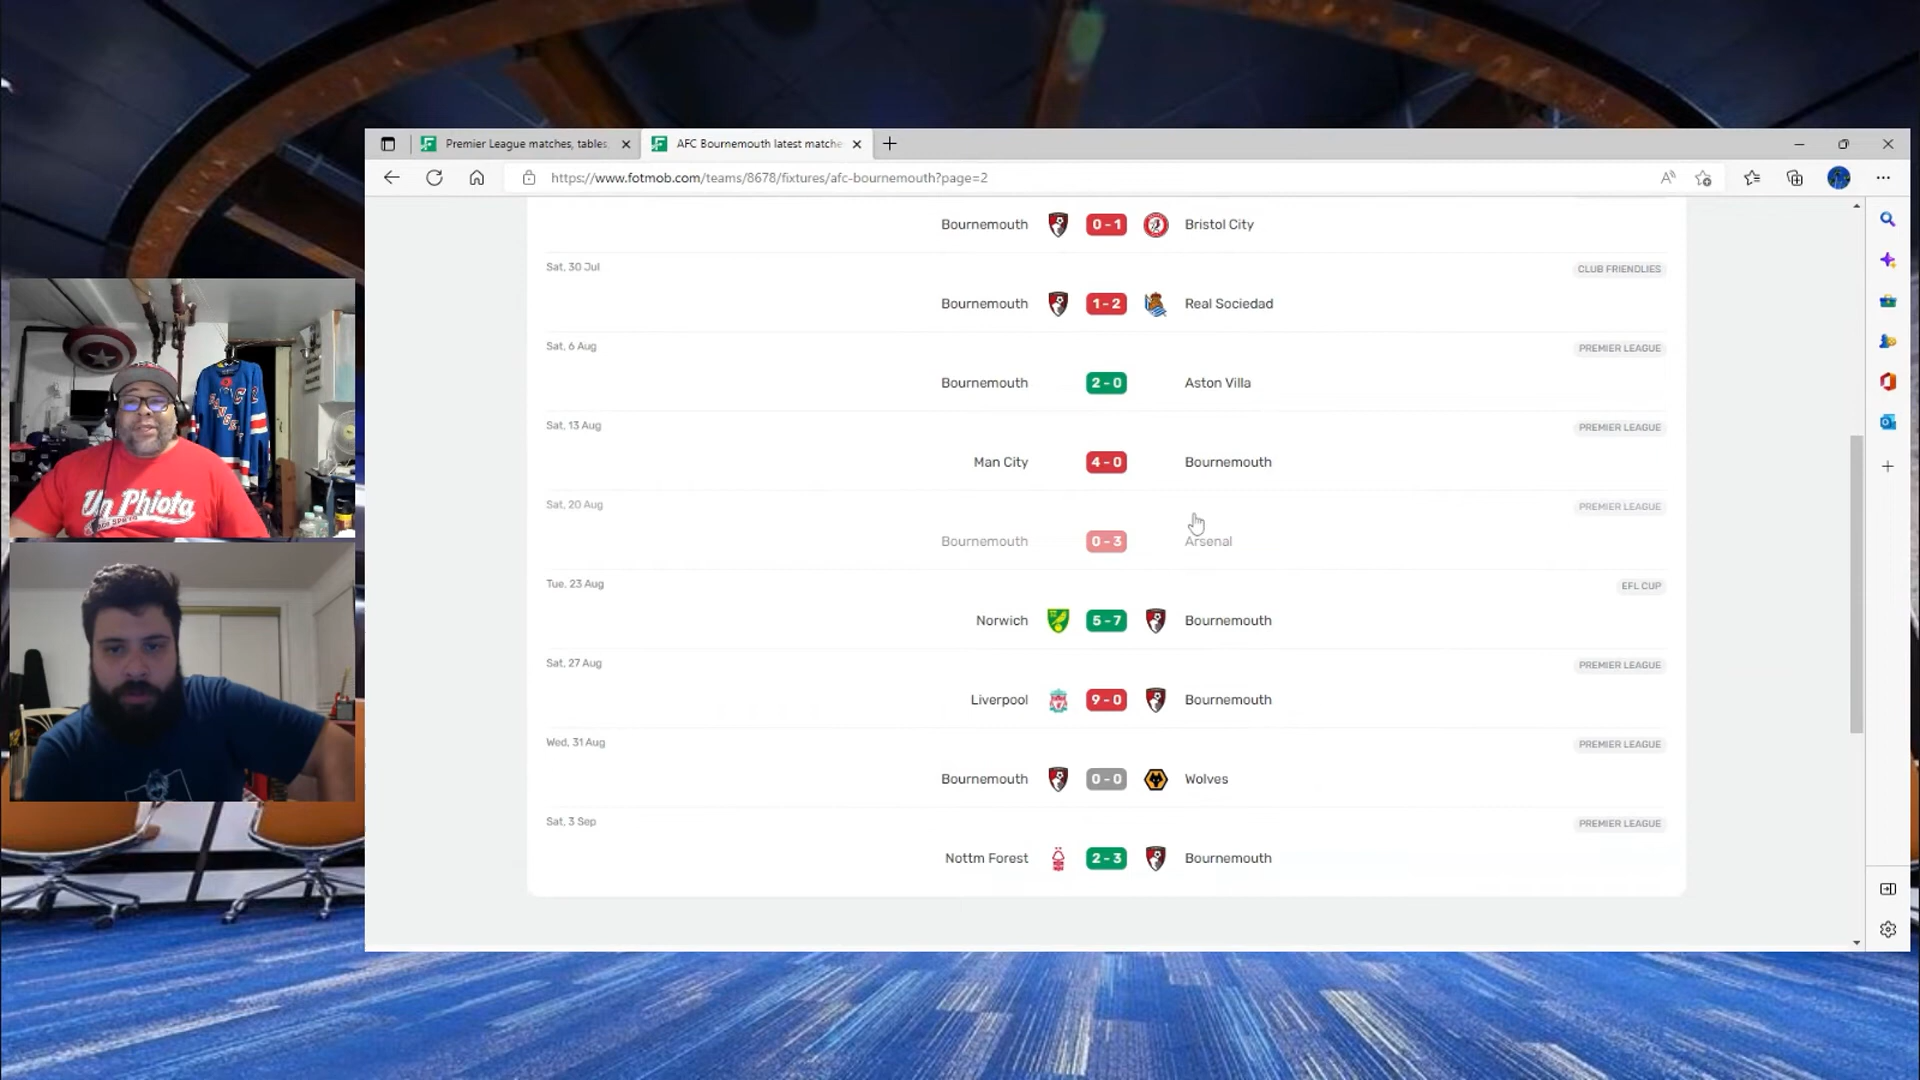 Premier League matches, tables
AFC Bournemouth latest matche
https://www.fotmob.com/teams/8678/fixtures/afc-bournemouth?page=2
Bournemouth 0 - 1 Bristol City
Sat, 30 Jul CLUB FRIENDLIES
Bournemouth 1 - 2 Real Sociedad
Sat, 6 Aug PREMIER LEAGUE
Bournemouth 2 - 0 Aston Villa
Sat, 13 Aug PREMIER LEAGUE
Man City 4 - 0 Bournemouth
Sat, 20 Aug PREMIER LEAGUE
Bournemouth 0 - 3 Arsenal
Tue, 23 Aug EFL CUP
Norwich 5 - 7 Bournemouth
Sat, 27 Aug PREMIER LEAGUE
Liverpool 9 - 0 Bournemouth
Wed, 31 Aug PREMIER LEAGUE
Bournemouth 0 - 0 Wolves
Sat, 3 Sep PREMIER LEAGUE
Nottm Forest 2 - 3 Bournemouth
Un Phiota